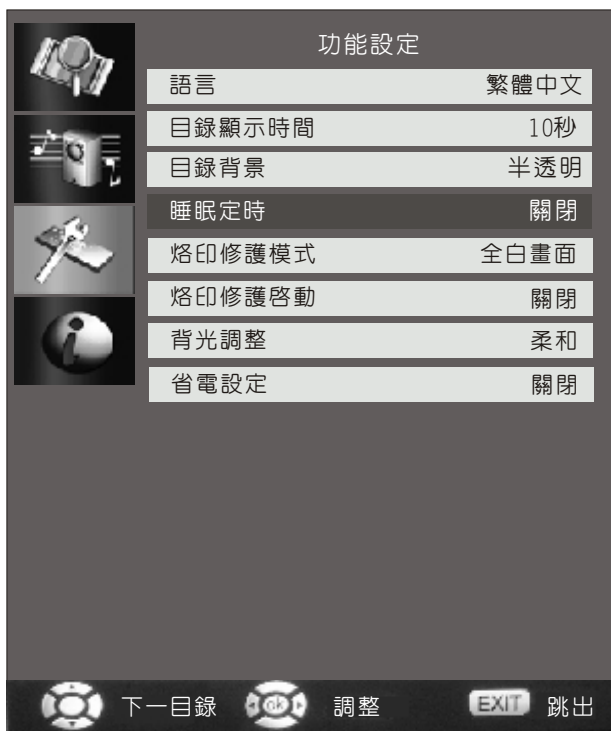 功能設定
語言 繁體中文
目錄顯示時間 10秒
目錄背景 半透明
睡眠定時 關閉
烙印修護模式 全白畫面
烙印修護啓動 關閉
背光調整 柔和
省電設定 關閉
下一目錄 ok 調整 EXIT 跳出